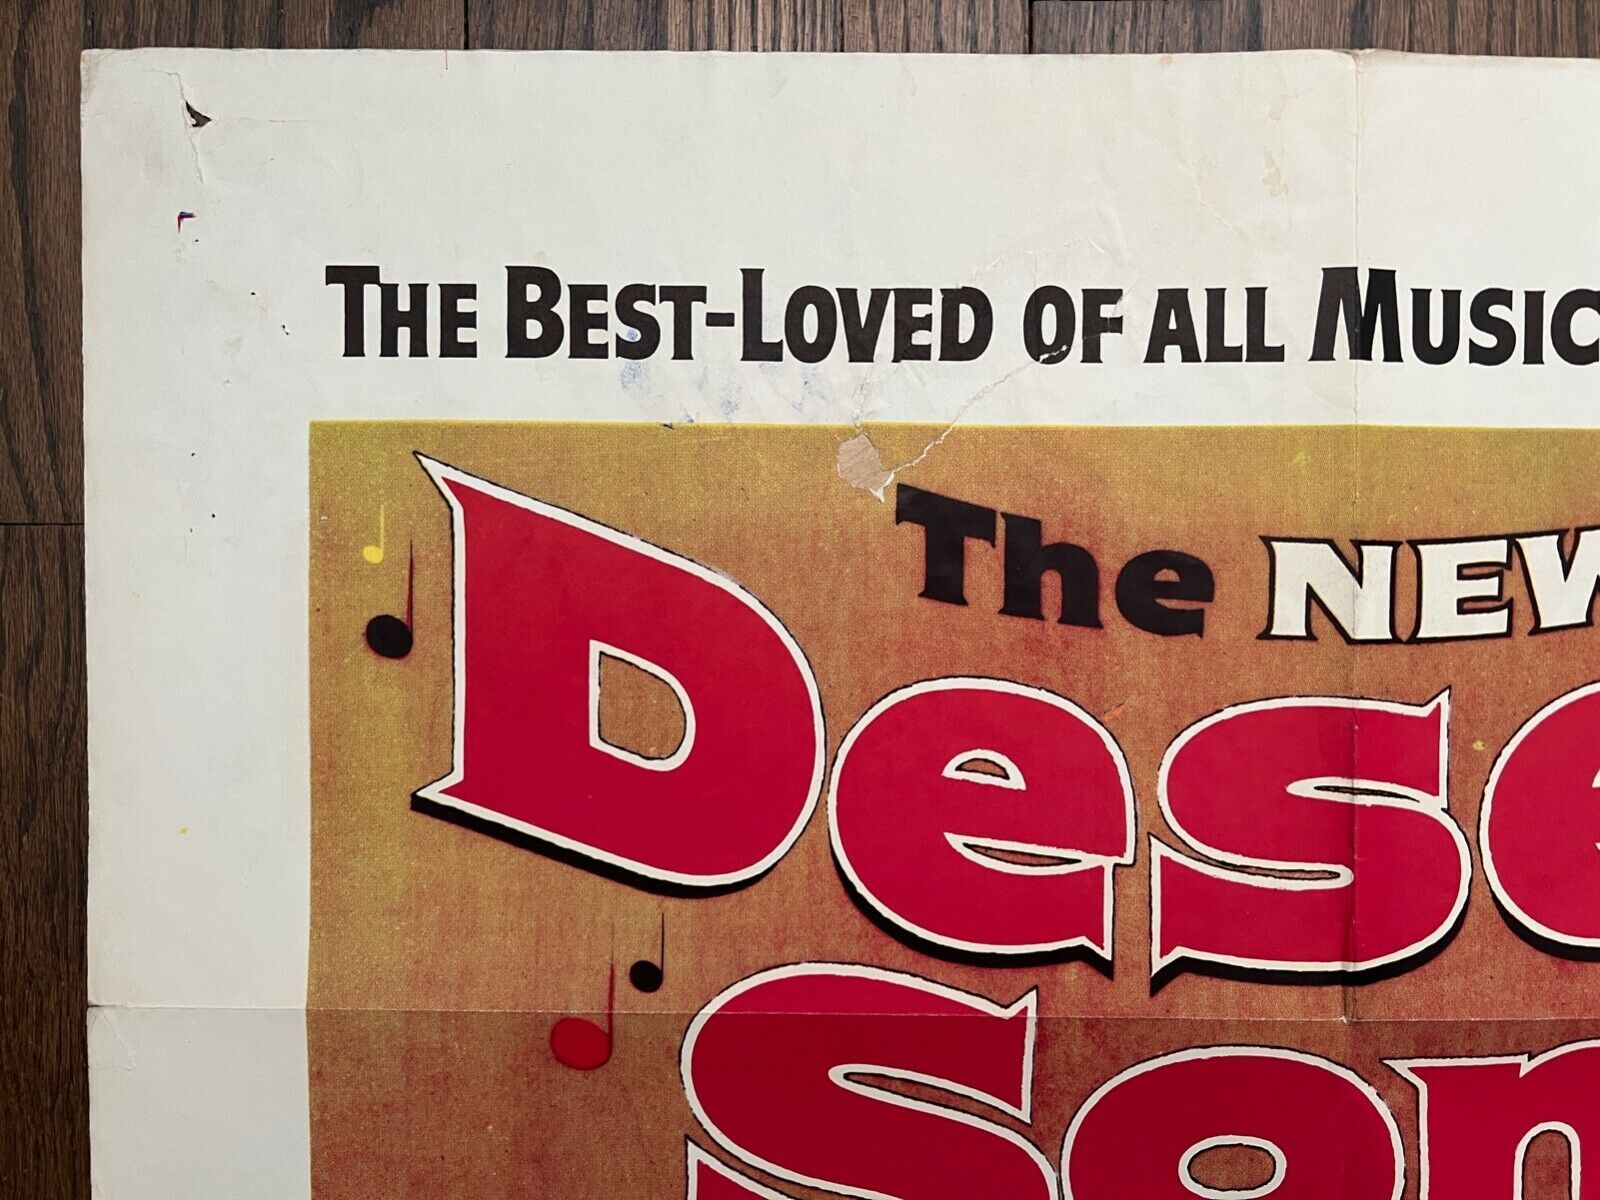 THE BEST-LOVED OF ALL MUSIC
The NEW
Dese
Son